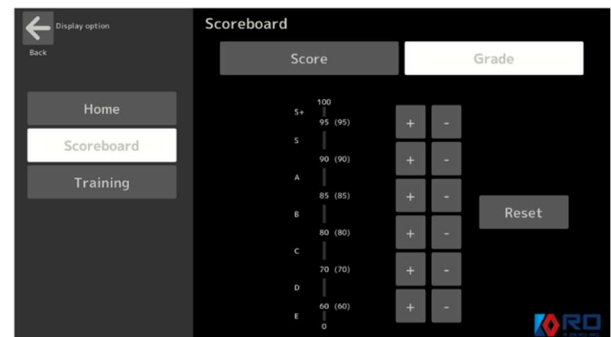 Display option
Back
Home
Scoreboard
Training
Scoreboard
Score Grade
100
S+
95 (95) + -
S
90 (90) + -
A
85 (85) + -
B
80 (80) + -
Reset
C
70 (70) + -
D
60 (60) + -
E
0
RO